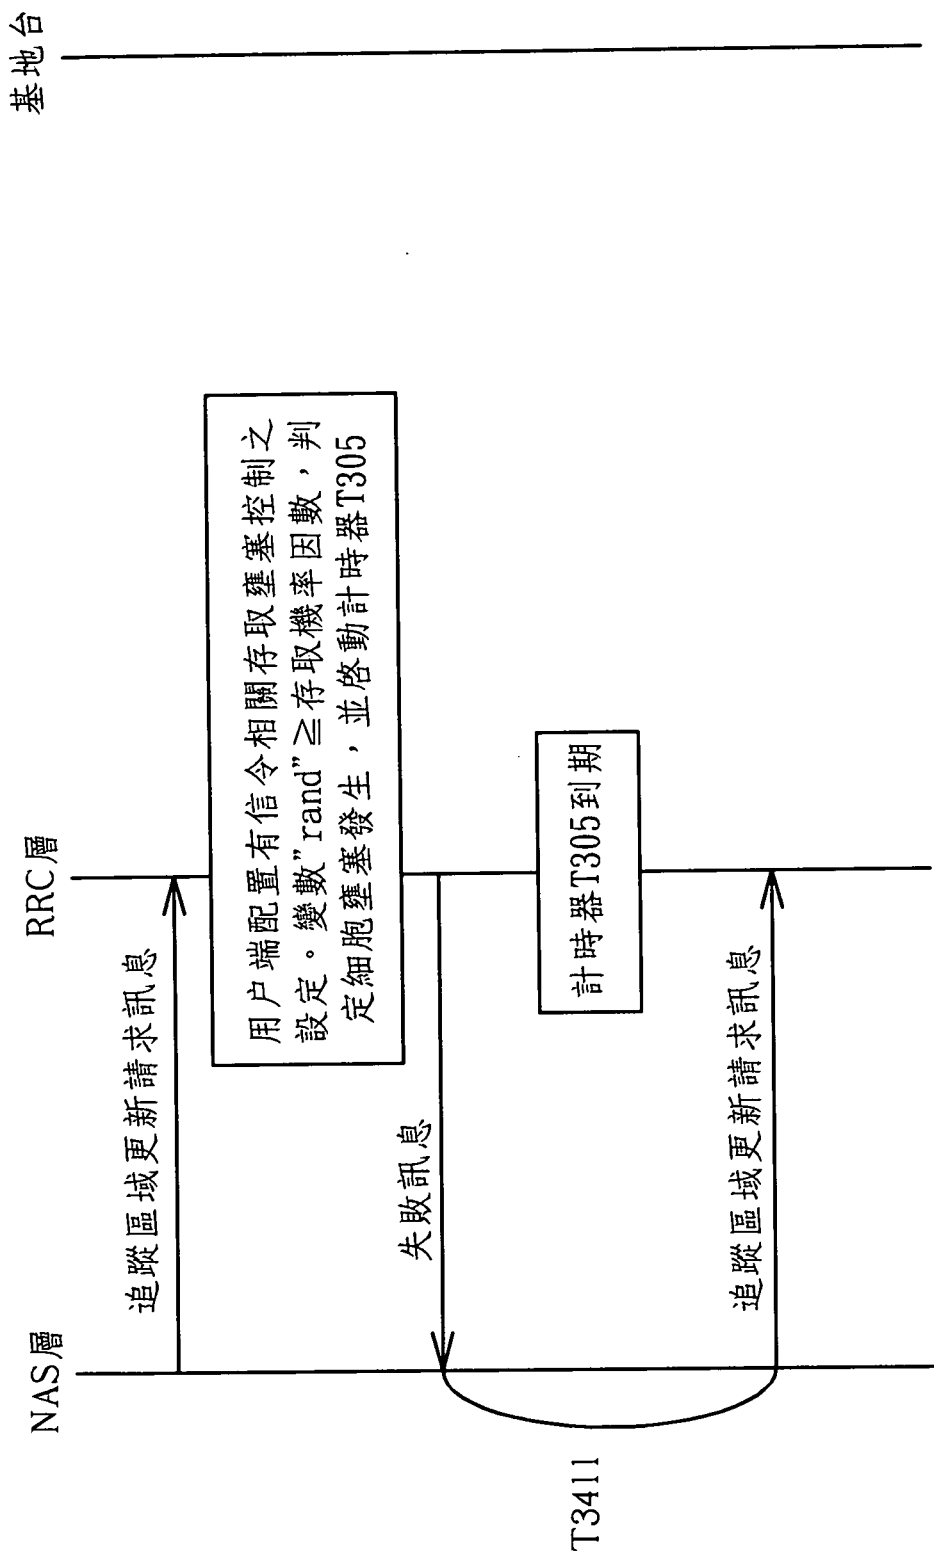 NAS層
RRC層
基地台
追蹤區域更新請求訊息
用戶端配置有信令相關存取壅塞控制之
設定。變數”rand”≧存取機率因數，判
定細胞壅塞發生，並啓動計時器T305
失敗訊息
計時器T305到期
T3411
追蹤區域更新請求訊息